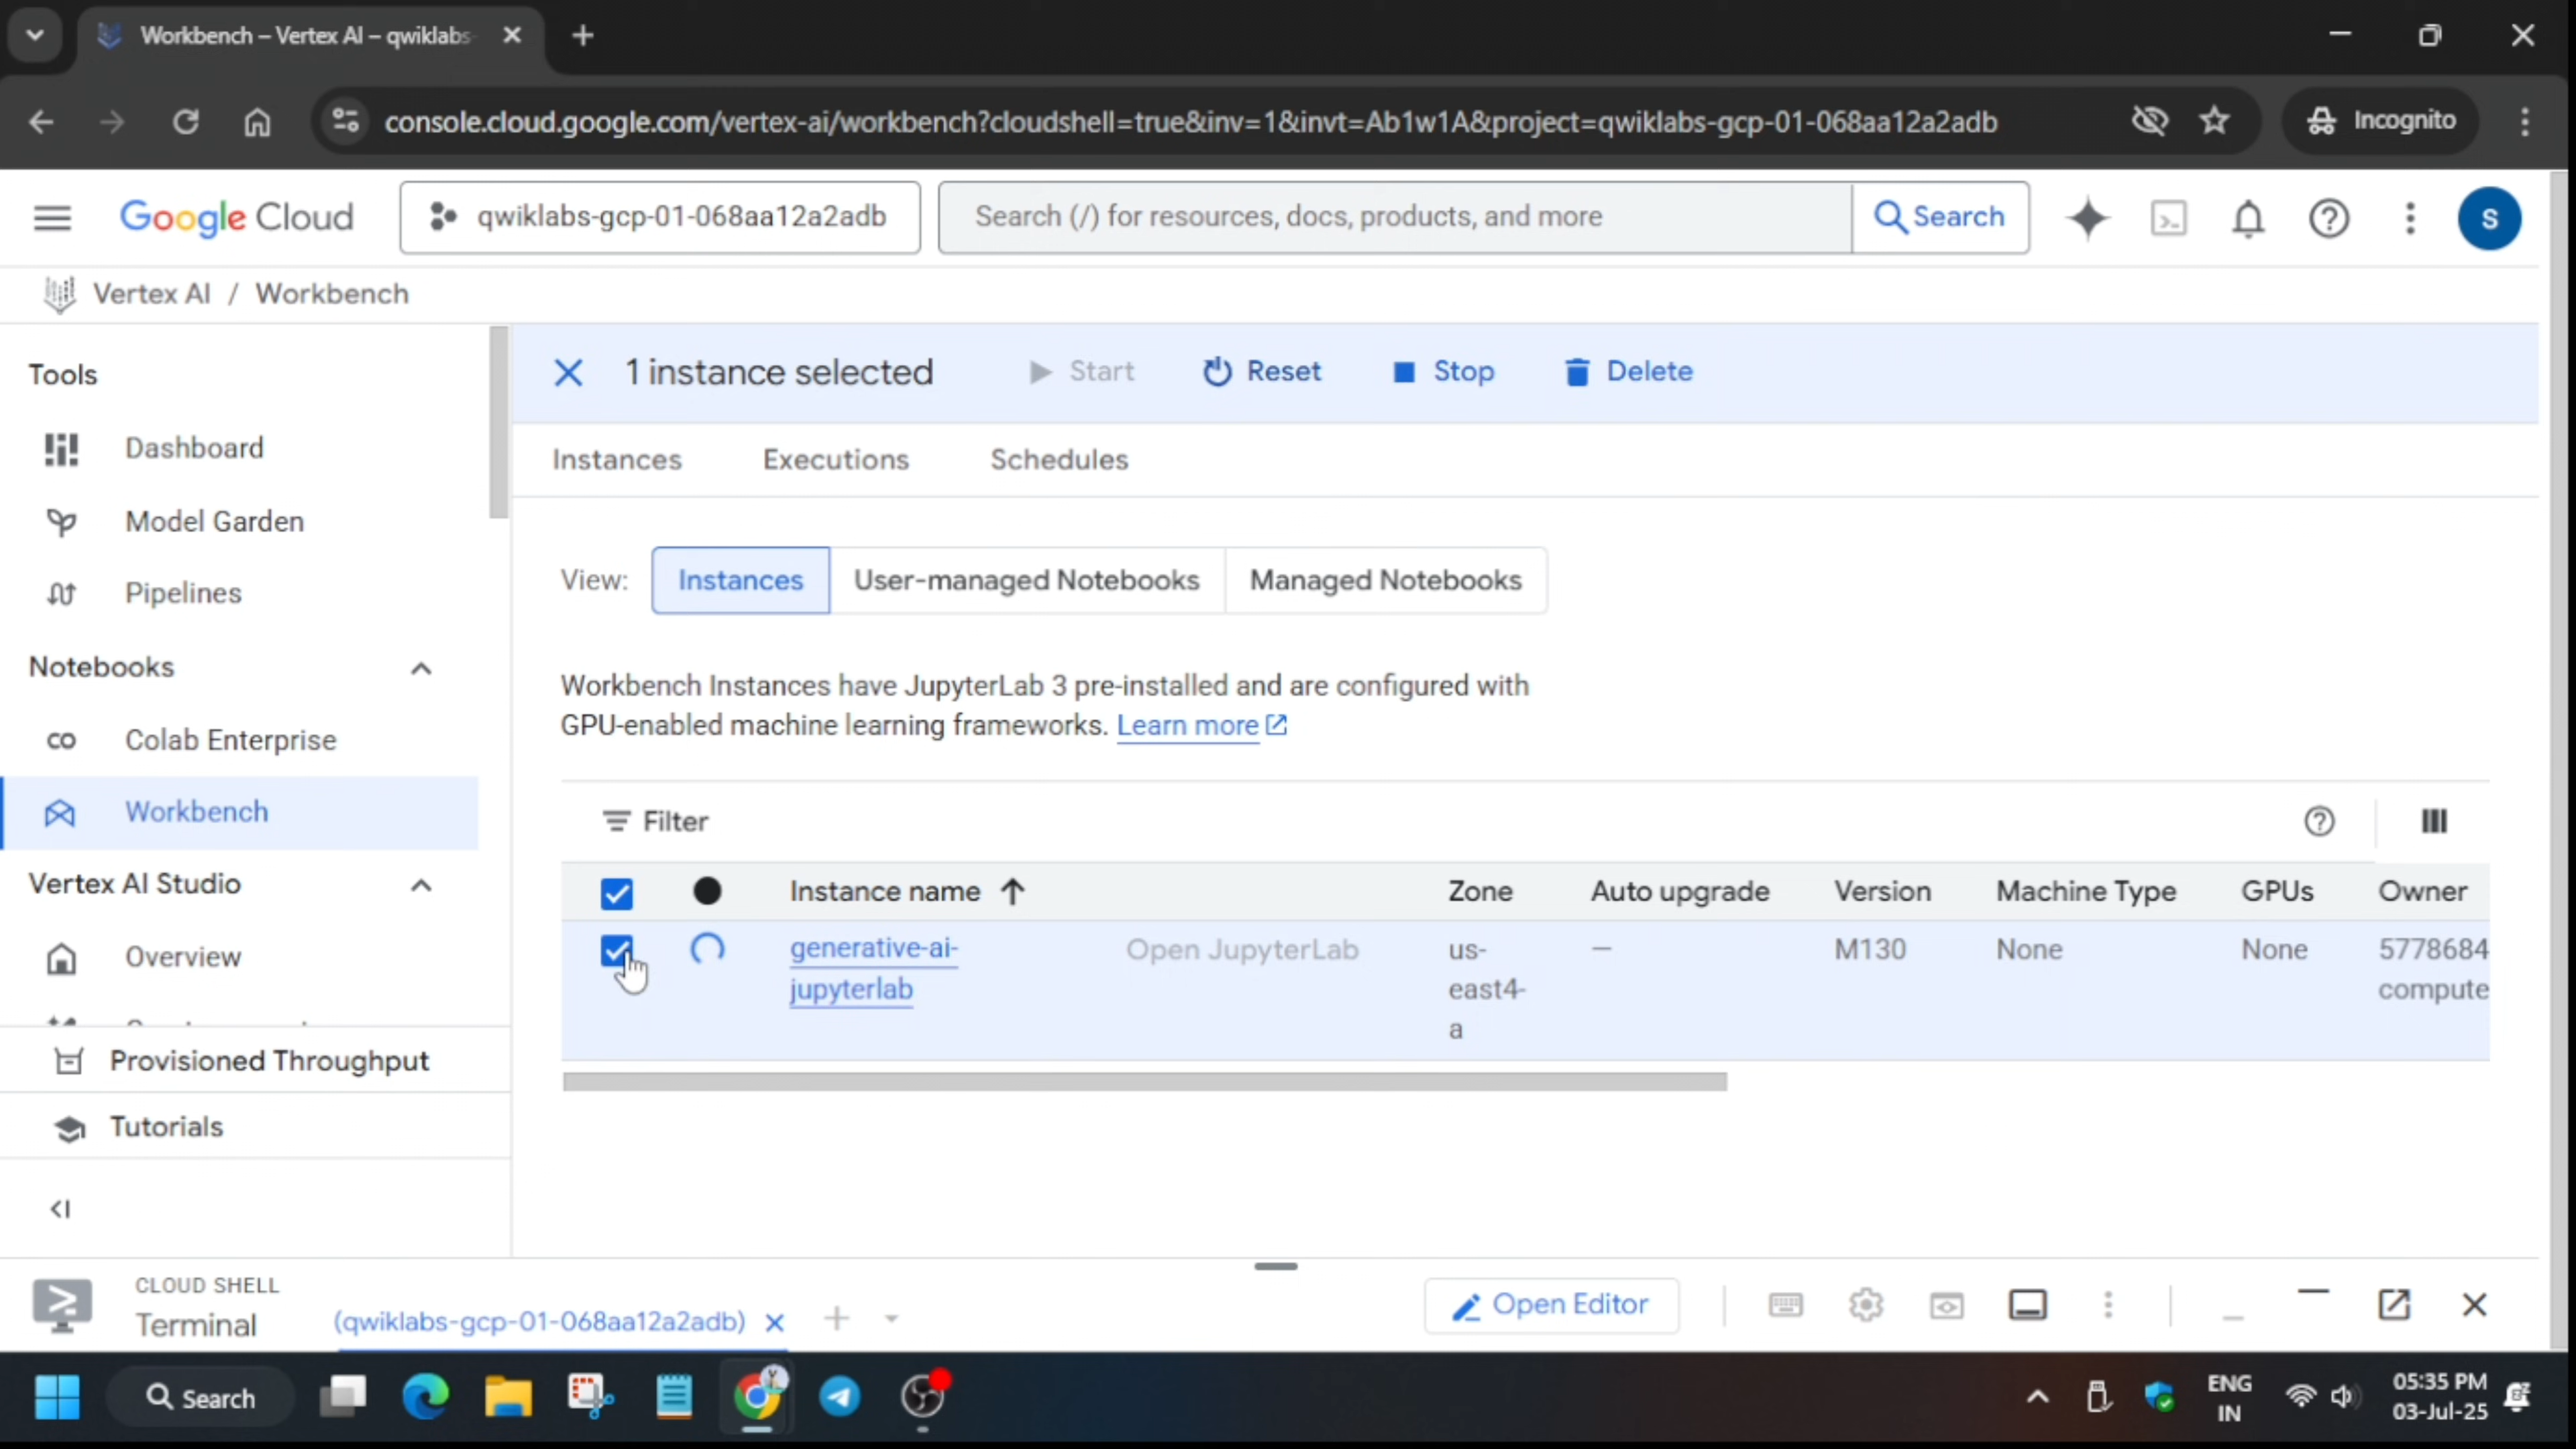 Workbench – Vertex AI – qwiklabs-
console.cloud.google.com/vertex-ai/workbench?cloudshell=true&inv=1&invt=Ab1w1A&project=qwiklabs-gcp-01-068aa12a2adb
Incognito
Google Cloud
qwiklabs-gcp-01-068aa12a2adb
Search (/) for resources, docs, products, and more
Search
S
Vertex AI / Workbench
Tools
Dashboard
Model Garden
Pipelines
Notebooks
Colab Enterprise
Workbench
Vertex AI Studio
Overview
Provisioned Throughput
Tutorials
1 instance selected
Start
Reset
Stop
Delete
Instances
Executions
Schedules
View:
Instances
User-managed Notebooks
Managed Notebooks
Workbench Instances have JupyterLab 3 pre-installed and are configured with
GPU-enabled machine learning frameworks. Learn more
Filter
Instance name
Zone
Auto upgrade
Version
Machine Type
GPUs
Owner
generative-ai-
jupyterlab
Open JupyterLab
us-
east4-
a
—
M130
None
None
5778684
compute
CLOUD SHELL
Terminal
(qwiklabs-gcp-01-068aa12a2adb)
Open Editor
Search
ENG
IN
05:35 PM
03-Jul-25